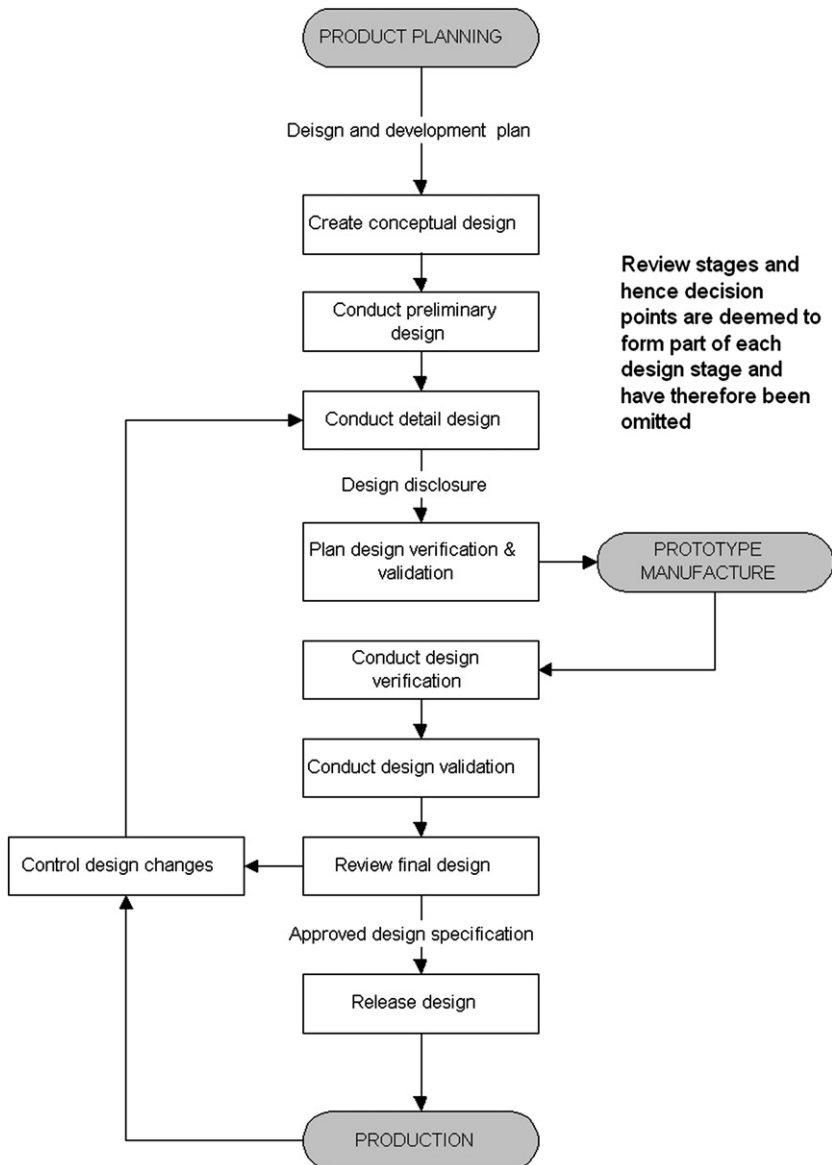 PRODUCT PLANNING
Deisgn and development plan
Create conceptual design
Review stages and
hence decision
points are deemed to
form part of each
design stage and
have therefore been
omitted
Conduct preliminary
design
Conduct detail design
Design disclosure
Plan design verification &
validation
PROTOTYPE
MANUFACTURE
Conduct design
verification
Conduct design validation
Control design changes
Review final design
Approved design specification
Release design
PRODUCTION